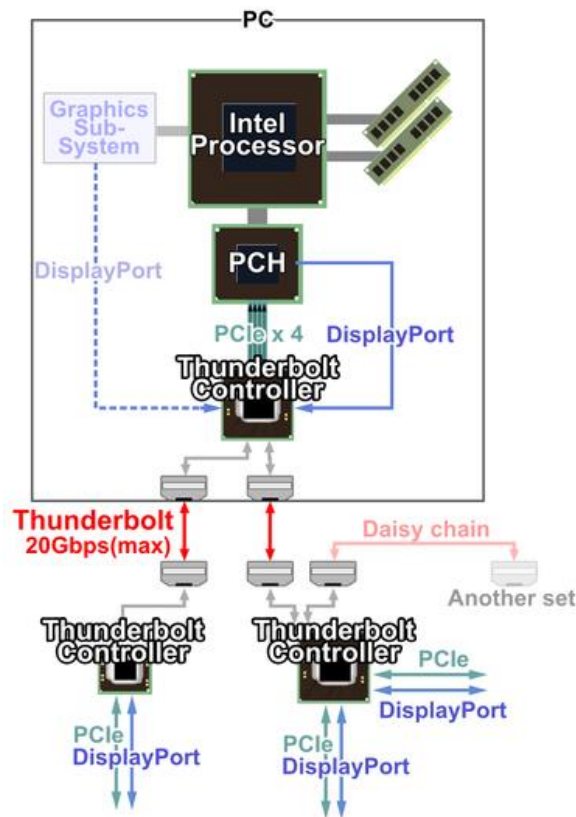 PC
Graphics
Sub-
System
Intel
Processor
DisplayPort
PCH
PCIe x 4
DisplayPort
Thunderbolt
Controller
Thunderbolt
20Gbps(max)
Daisy chain
Another set
Thunderbolt
Controller
Thunderbolt
Controller
PCIe
DisplayPort
PCIe
DisplayPort
PCIe
DisplayPort